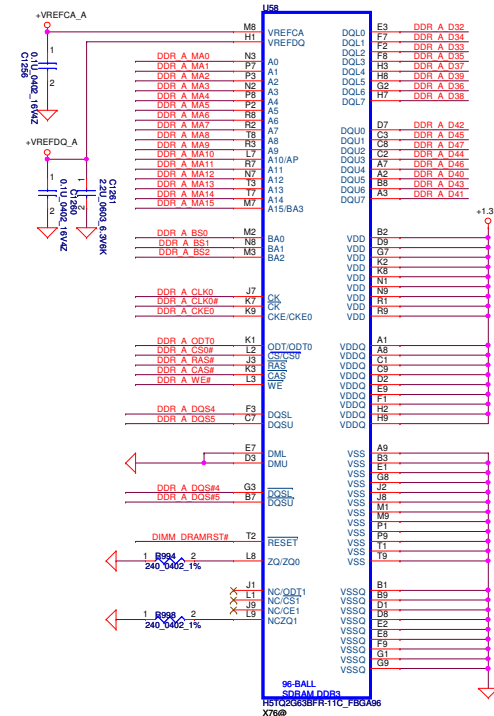 U58
+VREFCA_A
M8 VREFCA
H1 VREFDQ
1
2
0.1U_0402_16V4Z
C1256
+VREFDQ_A
1
2
0.1U_0402_16V4Z
C1260
1
2
2.2U_0603_6.3V6K
C1261
DDR_A_MA0 N3 A0
DDR_A_MA1 P7 A1
DDR_A_MA2 P3 A2
DDR_A_MA3 N2 A3
DDR_A_MA4 P8 A4
DDR_A_MA5 P2 A5
DDR_A_MA6 R8 A6
DDR_A_MA7 R2 A7
DDR_A_MA8 T8 A8
DDR_A_MA9 R3 A9
DDR_A_MA10 L7 A10/AP
DDR_A_MA11 R7 A11
DDR_A_MA12 N7 A12
DDR_A_MA13 T3 A13
DDR_A_MA14 T7 A14
DDR_A_MA15 M7 A15/BA3
DDR_A_BS0 M2 BA0
DDR_A_BS1 N8 BA1
DDR_A_BS2 M3 BA2
DDR_A_CLK0 J7 CK
DDR_A_CLK0# K7 CK
DDR_A_CKE0 K9 CKE/CKE0
DDR_A_ODT0 K1 ODT/ODT0
DDR_A_CS0# L2 CS/CS0
DDR_A_RAS# J3 RAS
DDR_A_CAS# K3 CAS
DDR_A_WE# L3 WE
DDR_A_DQS4 F3 DQSL
DDR_A_DQS5 C7 DQSU
E7 DML
D3 DMU
DDR_A_DQS#4 G3 DQSL
DDR_A_DQS#5 B7 DQSU
DIMM_DRAMRST# T2 RESET
1 R994 2 L8 ZQ/ZQ0
240_0402_1%
J1 NC/ODT1
L1 NC/CS1
J9 NC/CE1
L9 NCZQ1
1 R998 2
240_0402_1%
DQL0 E3 DDR_A_D32
DQL1 F7 DDR_A_D34
DQL2 F2 DDR_A_D33
DQL3 F8 DDR_A_D35
DQL4 H3 DDR_A_D37
DQL5 H8 DDR_A_D39
DQL6 G2 DDR_A_D36
DQL7 H7 DDR_A_D38
DQU0 D7 DDR_A_D42
DQU1 C3 DDR_A_D45
DQU2 C8 DDR_A_D47
DQU3 C2 DDR_A_D44
DQU4 A7 DDR_A_D46
DQU5 A2 DDR_A_D40
DQU6 B8 DDR_A_D43
DQU7 A3 DDR_A_D41
+1.3
VDD B2
VDD D9
VDD G7
VDD K2
VDD K8
VDD N1
VDD N9
VDD R1
VDD R9
VDDQ A1
VDDQ A8
VDDQ C1
VDDQ C9
VDDQ D2
VDDQ E9
VDDQ F1
VDDQ H2
VDDQ H9
VSS A9
VSS B3
VSS E1
VSS G8
VSS J2
VSS J8
VSS M1
VSS M9
VSS P1
VSS P9
VSS T1
VSS T9
VSSQ B1
VSSQ B9
VSSQ D1
VSSQ D8
VSSQ E2
VSSQ E8
VSSQ F9
VSSQ G1
VSSQ G9
96-BALL
SDRAM DDR3
H5TQ2G63BFR-11C_FBGA96
X76@